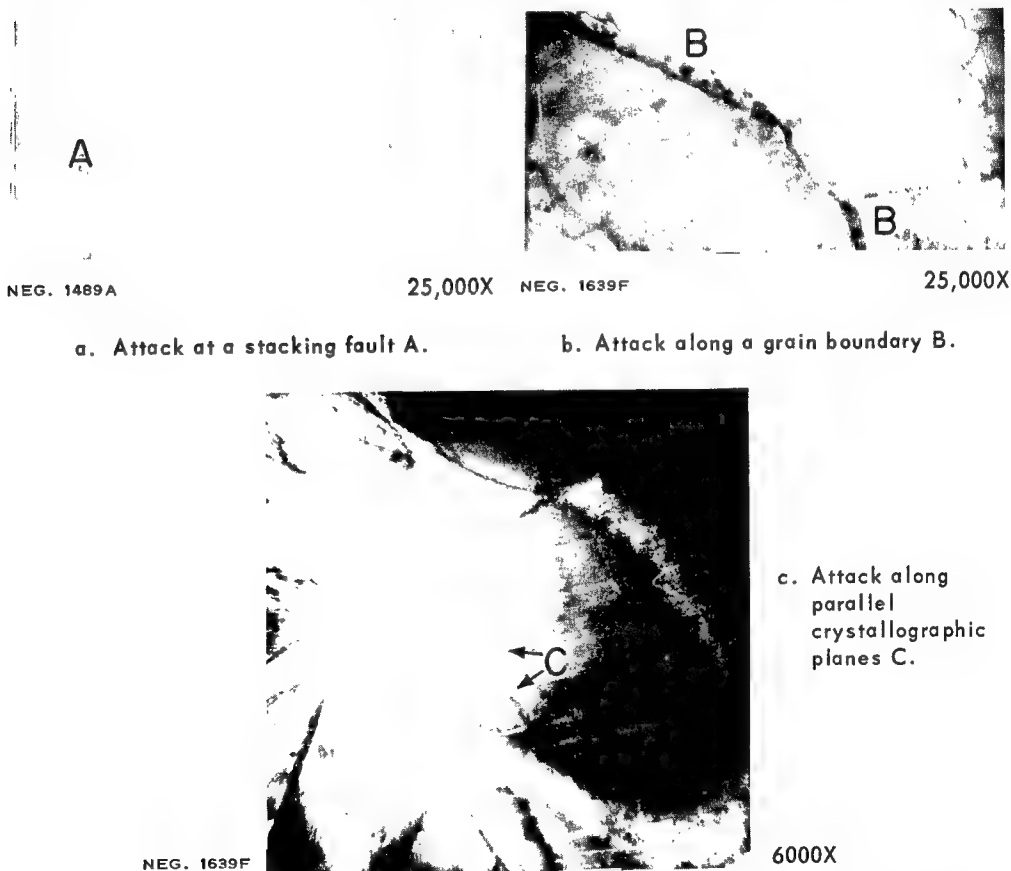 A
B
B
NEG. 1489A
25,000X
NEG. 1639F
25,000X
a. Attack at a stacking fault A.
b. Attack along a grain boundary B.
C
c. Attack along
parallel
crystallographic
planes C.
NEG. 1639F
6000X